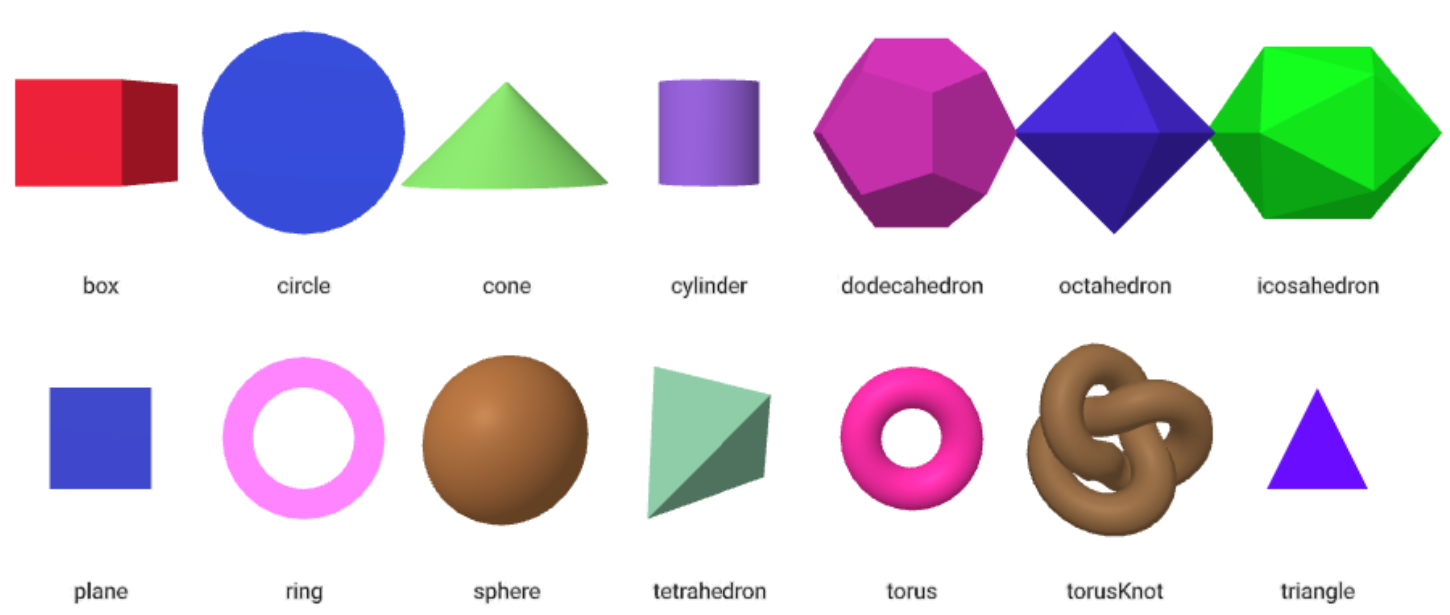 box circle cone cylinder dodecahedron octahedron icosahedron
plane ring sphere tetrahedron torus torusKnot triangle